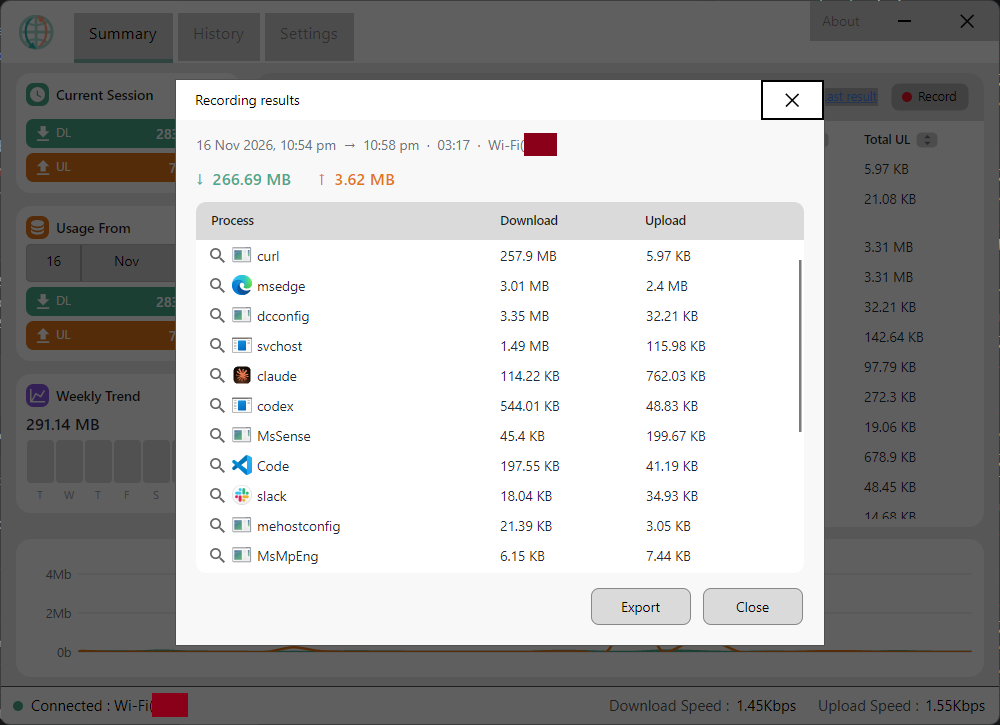 Summary History Settings About
Current Session
DL 283
UL 7
Usage From
16 Nov
DL 283
UL 7
Weekly Trend
291.14 MB
T W T F S
last result Record
Total UL
5.97 KB
21.08 KB
3.31 MB
3.31 MB
32.21 KB
142.64 KB
97.79 KB
272.3 KB
19.06 KB
678.9 KB
48.45 KB
14.68 KB
Recording results
16 Nov 2026, 10:54 pm → 10:58 pm · 03:17 · Wi-Fi(
↓ 266.69 MB ↑ 3.62 MB
Process Download Upload
curl 257.9 MB 5.97 KB
msedge 3.01 MB 2.4 MB
dcconfig 3.35 MB 32.21 KB
svchost 1.49 MB 115.98 KB
claude 114.22 KB 762.03 KB
codex 544.01 KB 48.83 KB
MsSense 45.4 KB 199.67 KB
Code 197.55 KB 41.19 KB
slack 18.04 KB 34.93 KB
mehostconfig 21.39 KB 3.05 KB
MsMpEng 6.15 KB 7.44 KB
Export Close
4Mb
2Mb
0b
Connected : Wi-Fi( Download Speed : 1.45Kbps Upload Speed : 1.55Kbps